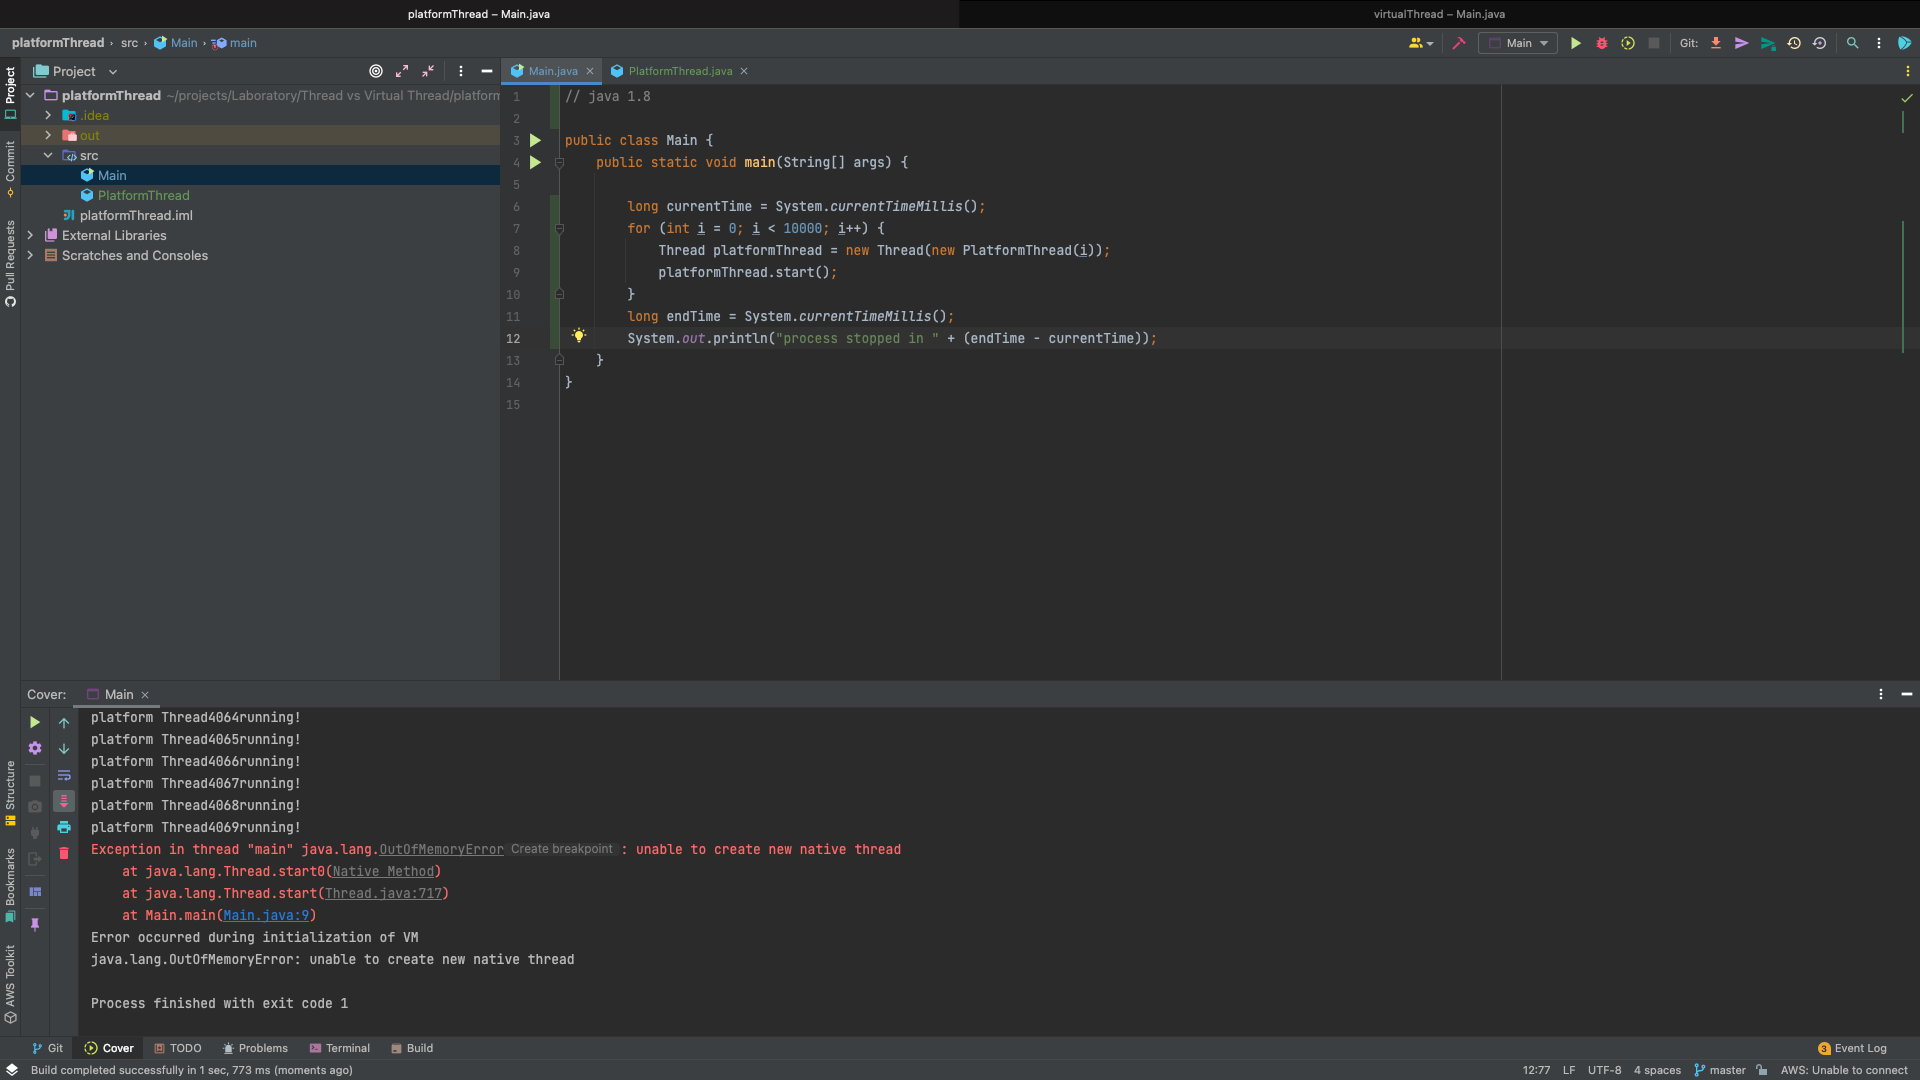 platformThread – Main.java
virtualThread – Main.java
platformThread › src › Main › main
Main
Git:
Project
Main.java
PlatformThread.java
Project
Commit
Pull Requests
platformThread ~/projects/Laboratory/Thread vs Virtual Thread/platforn
.idea
out
src
Main
PlatformThread
platformThread.iml
External Libraries
Scratches and Consoles
1 // java 1.8
2
3 public class Main {
4 public static void main(String[] args) {
5
6 long currentTime = System.currentTimeMillis();
7 for (int i = 0; i < 10000; i++) {
8 Thread platformThread = new Thread(new PlatformThread(i));
9 platformThread.start();
10 }
11 long endTime = System.currentTimeMillis();
12 System.out.println("process stopped in " + (endTime - currentTime));
13 }
14 }
15
Cover: Main
Structure
Bookmarks
AWS Toolkit
platform Thread4064running!
platform Thread4065running!
platform Thread4066running!
platform Thread4067running!
platform Thread4068running!
platform Thread4069running!
Exception in thread "main" java.lang.OutOfMemoryError Create breakpoint : unable to create new native thread
at java.lang.Thread.start0(Native Method)
at java.lang.Thread.start(Thread.java:717)
at Main.main(Main.java:9)
Error occurred during initialization of VM
java.lang.OutOfMemoryError: unable to create new native thread
Process finished with exit code 1
Git Cover TODO Problems Terminal Build
3 Event Log
Build completed successfully in 1 sec, 773 ms (moments ago)
12:77 LF UTF-8 4 spaces master AWS: Unable to connect